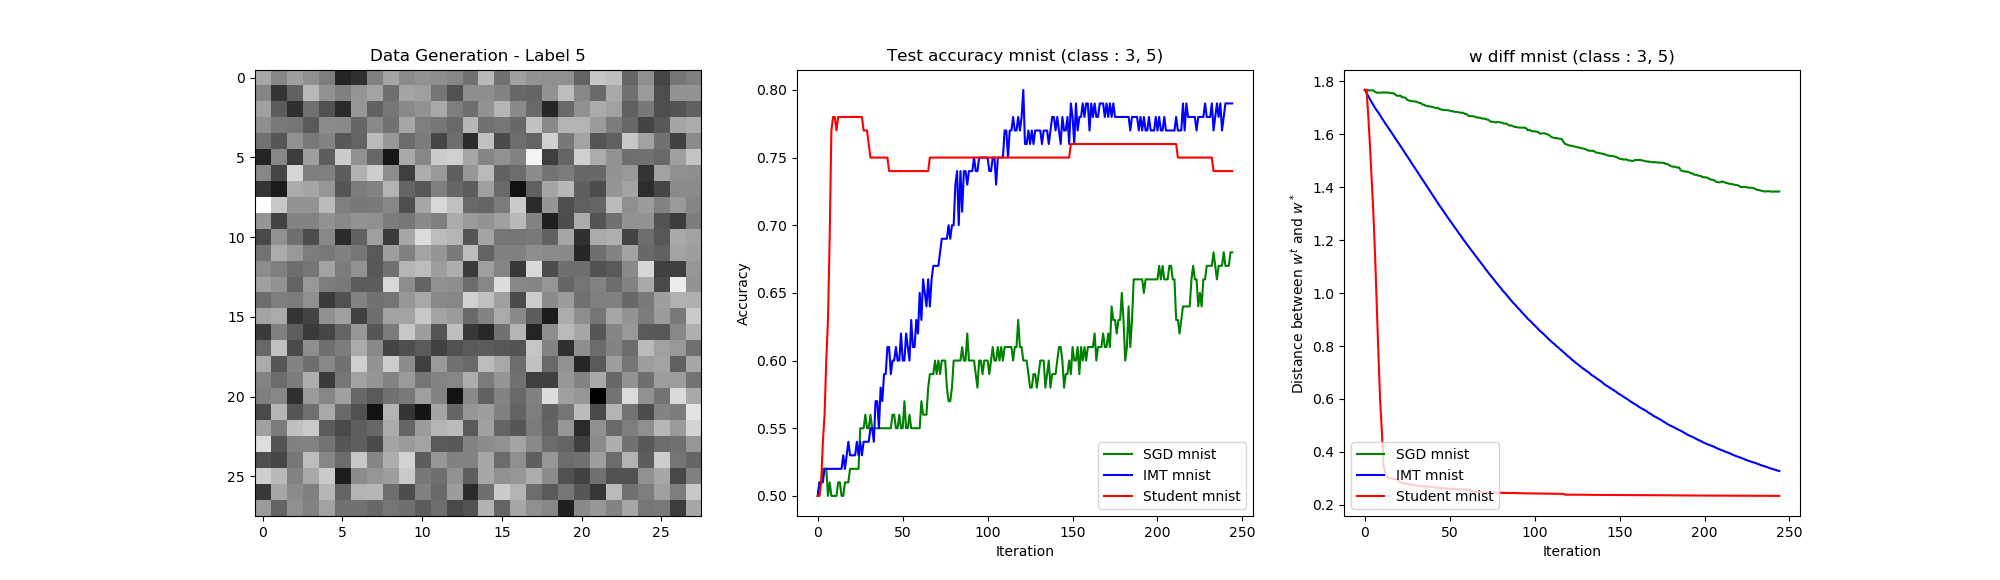 Data Generation - Label 5
0
5
10
15
20
25
0 5 10 15 20 25
Test accuracy mnist (class : 3, 5)
Accuracy
0.80
0.75
0.70
0.65
0.60
0.55
0.50
0 50 100 150 200 250
Iteration
SGD mnist
IMT mnist
Student mnist
w diff mnist (class : 3, 5)
Distance between w^t and w^*
1.8
1.6
1.4
1.2
1.0
0.8
0.6
0.4
0.2
0 50 100 150 200 250
Iteration
SGD mnist
IMT mnist
Student mnist